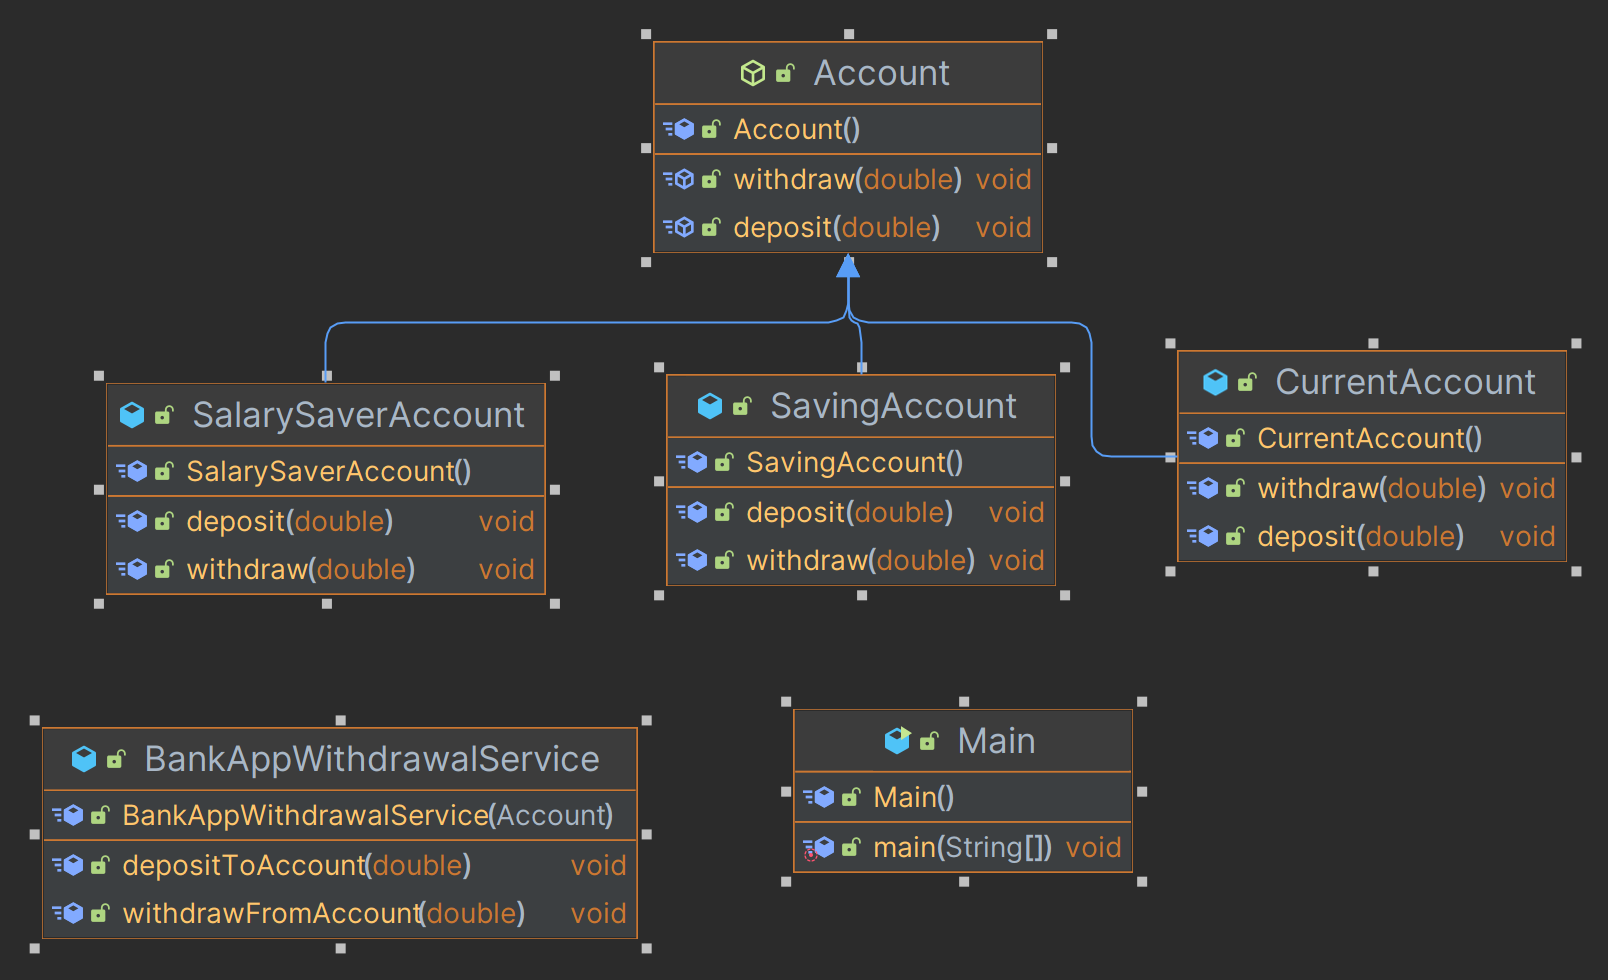 Account
Account()
withdraw(double) void
deposit(double) void
SalarySaverAccount
SalarySaverAccount()
deposit(double) void
withdraw(double) void
SavingAccount
SavingAccount()
deposit(double) void
withdraw(double) void
CurrentAccount
CurrentAccount()
withdraw(double) void
deposit(double) void
BankAppWithdrawalService
BankAppWithdrawalService(Account)
depositToAccount(double) void
withdrawFromAccount(double) void
Main
Main()
main(String[]) void